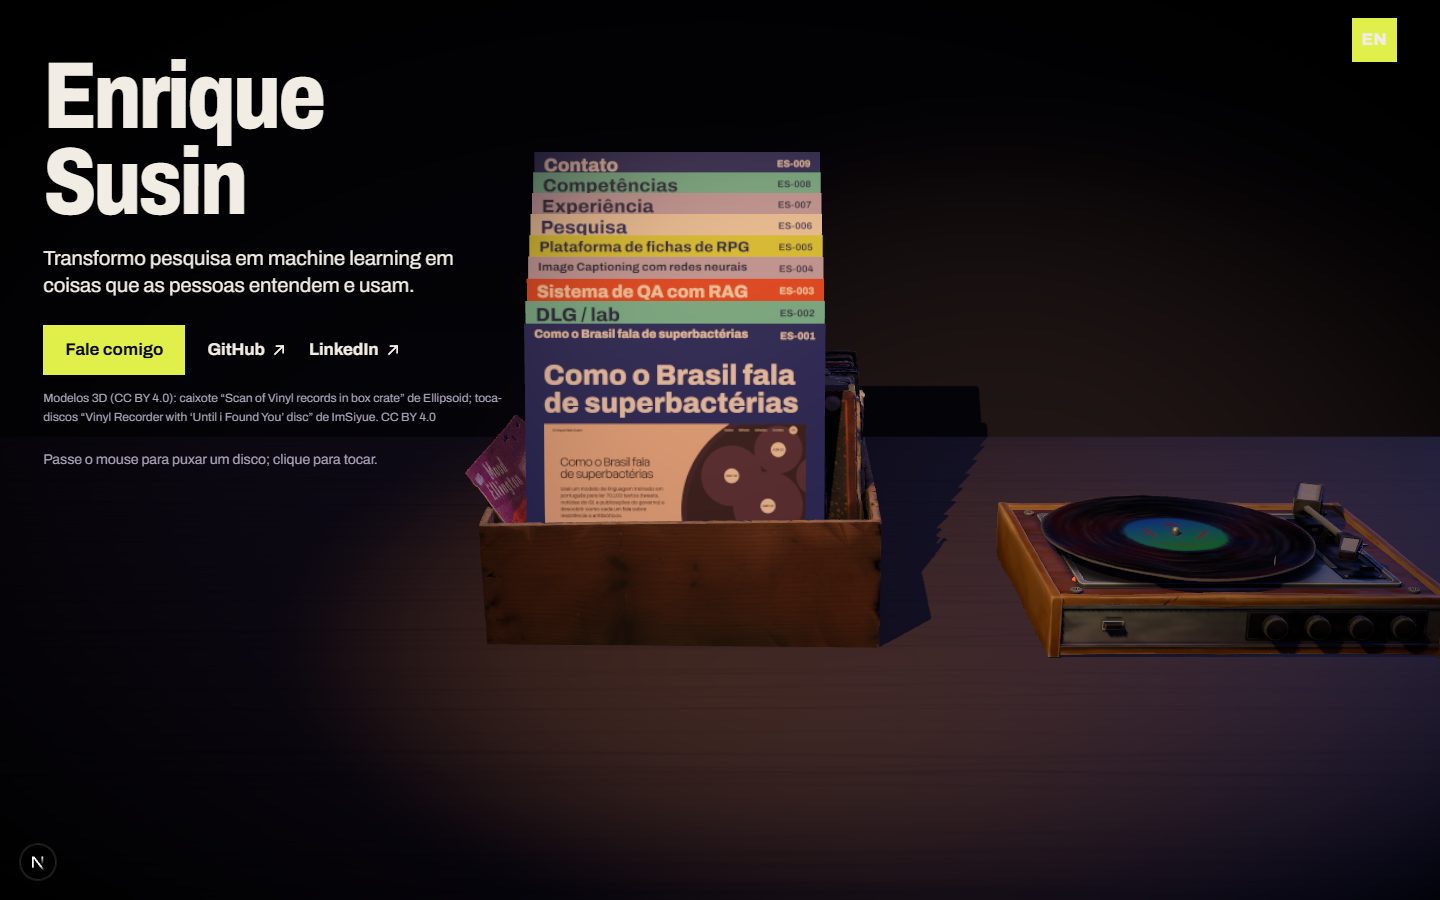 EN
Enrique
Susin
Transformo pesquisa em machine learning em
coisas que as pessoas entendem e usam.
Fale comigo
GitHub
LinkedIn
Modelos 3D (CC BY 4.0): caixote “Scan of Vinyl records in box crate” de Ellipsoid; toca-
discos “Vinyl Recorder with ‘Until i Found You’ disc” de ImSiyue. CC BY 4.0
Passe o mouse para puxar um disco; clique para tocar.
Contato ES-009
Competências ES-008
Experiência ES-007
Pesquisa ES-006
Plataforma de fichas de RPG ES-005
Image Captioning com redes neurais ES-004
Sistema de QA com RAG ES-003
DLG / lab ES-002
Como o Brasil fala de superbactérias ES-001
Como o Brasil fala
de superbactérias
Como o Brasil fala
de superbactérias
N